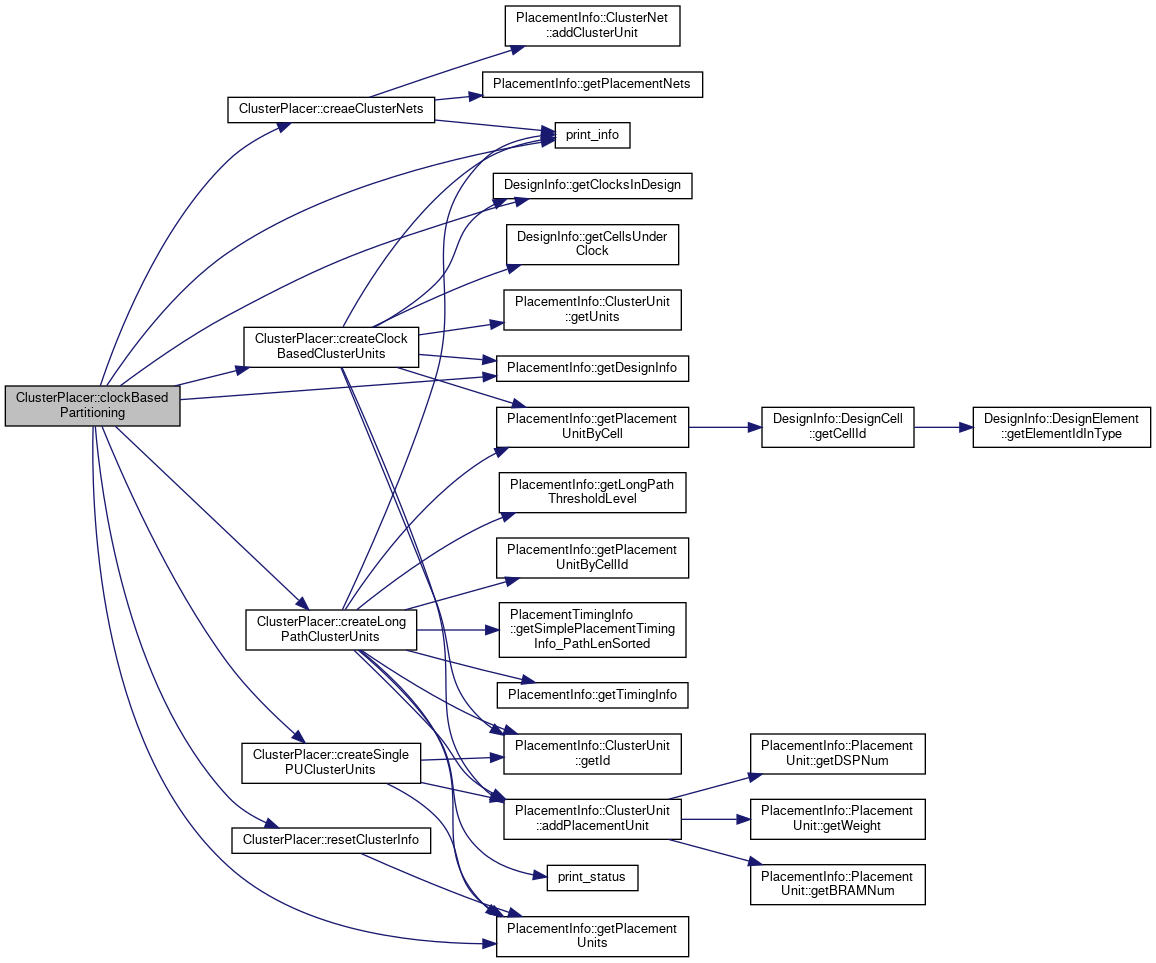 ClusterPlacer::clockBased
Partitioning
ClusterPlacer::creaeClusterNets
ClusterPlacer::createClock
BasedClusterUnits
ClusterPlacer::createLong
PathClusterUnits
ClusterPlacer::createSingle
PUClusterUnits
ClusterPlacer::resetClusterInfo
PlacementInfo::ClusterNet
::addClusterUnit
PlacementInfo::getPlacementNets
print_info
DesignInfo::getClocksInDesign
DesignInfo::getCellsUnder
Clock
PlacementInfo::ClusterUnit
::getUnits
PlacementInfo::getDesignInfo
PlacementInfo::getPlacement
UnitByCell
PlacementInfo::getLongPath
ThresholdLevel
PlacementInfo::getPlacement
UnitByCellId
PlacementTimingInfo
::getSimplePlacementTiming
Info_PathLenSorted
PlacementInfo::getTimingInfo
PlacementInfo::ClusterUnit
::getId
PlacementInfo::ClusterUnit
::addPlacementUnit
print_status
PlacementInfo::getPlacement
Units
DesignInfo::DesignCell
::getCellId
PlacementInfo::Placement
Unit::getDSPNum
PlacementInfo::Placement
Unit::getWeight
PlacementInfo::Placement
Unit::getBRAMNum
DesignInfo::DesignElement
::getElementIdInType